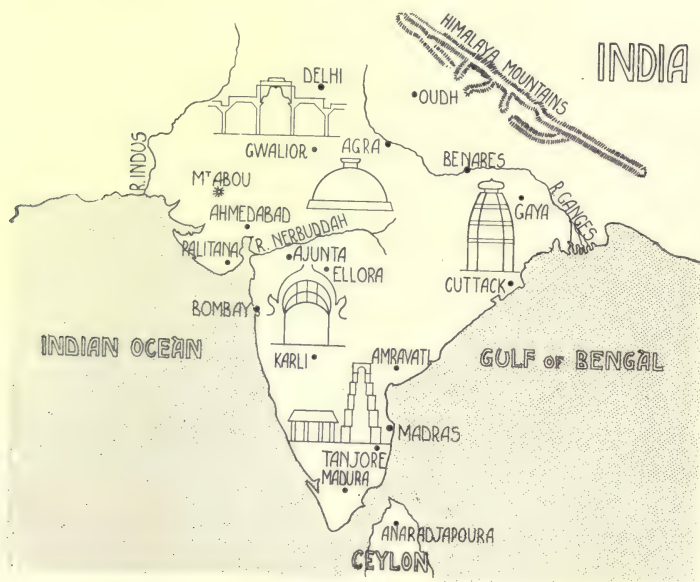 HIMALAYA MOUNTAINS
INDIA
DELHI
OUDH
R. INDUS
GWALIOR
AGRA
BENARES
MT ABOU
GAYA
R. GANGES
AHMEDABAD
R. NERBUDDAH
PALITANA
AJUNTA
ELLORA
CUTTACK
BOMBAY
INDIAN OCEAN
KARLI
AMRAVATI
GULF OF BENGAL
MADRAS
TANJORE
MADURA
ANARADJAPOURA
CEYLON